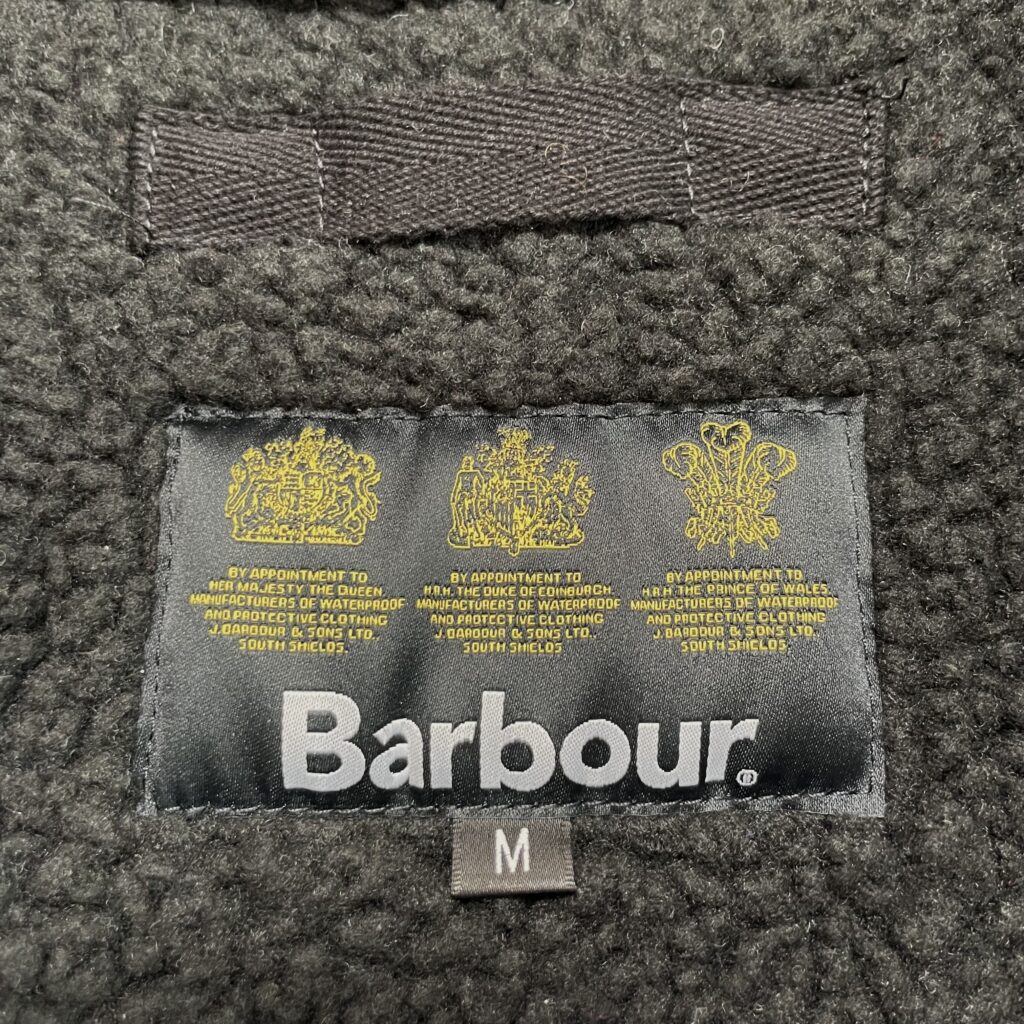 BY APPOINTMENT TO
HER MAJESTY THE QUEEN
MANUFACTURERS OF WATERPROOF
AND PROTECTIVE CLOTHING
J.BARBOUR & SONS LTD.
SOUTH SHIELDS.
BY APPOINTMENT TO
H.R.H. THE DUKE OF EDINBURGH
MANUFACTURERS OF WATERPROOF
AND PROTECTIVE CLOTHING
J.BARBOUR & SONS LTD.
SOUTH SHIELDS.
BY APPOINTMENT TO
H.R.H. THE PRINCE OF WALES
MANUFACTURERS OF WATERPROOF
AND PROTECTIVE CLOTHING
J.BARBOUR & SONS LTD.
SOUTH SHIELDS.
Barbour®
M